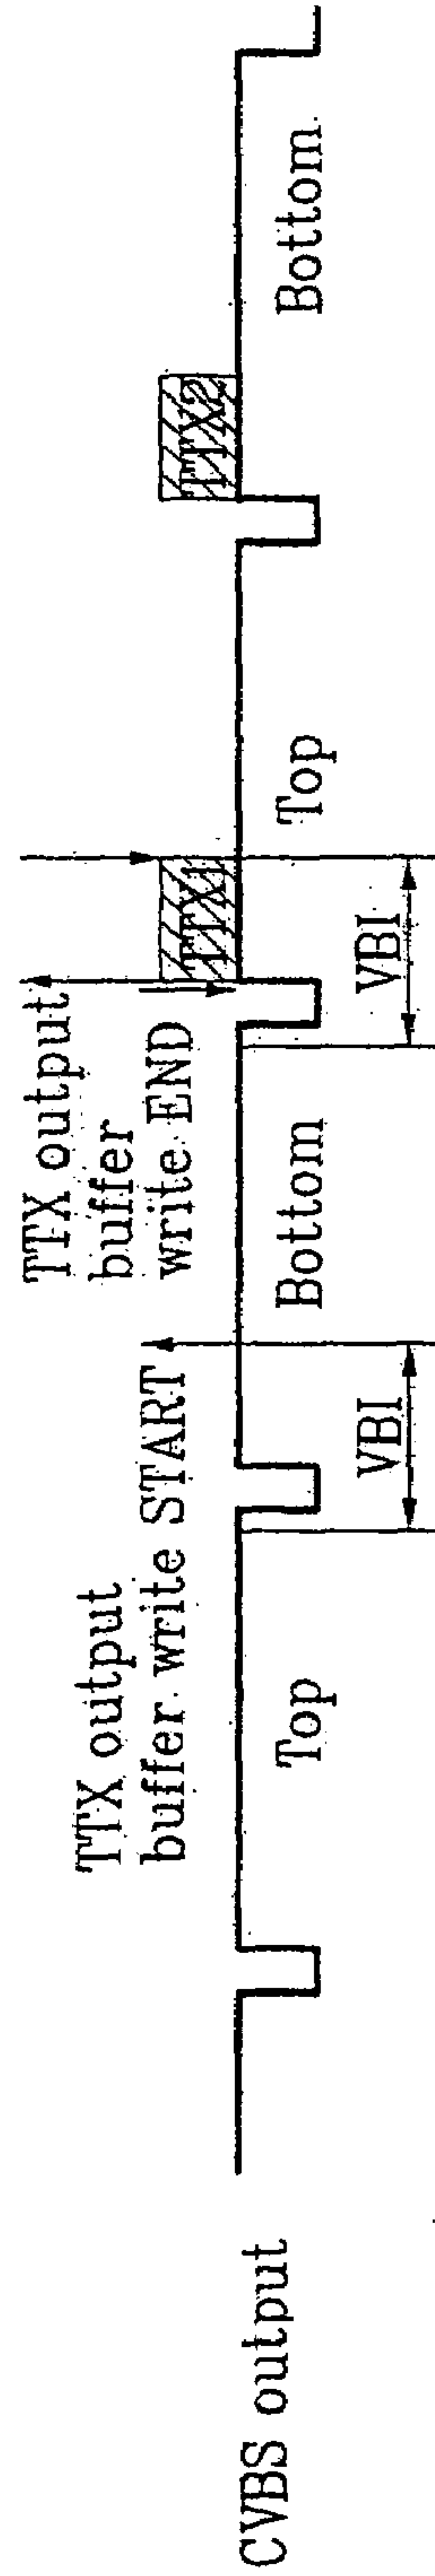 TTX output
buffer write START
TTX output
buffer
write END
TTX1
TTX2
CVBS output
Top
Bottom
Top
Bottom
VBI
VBI